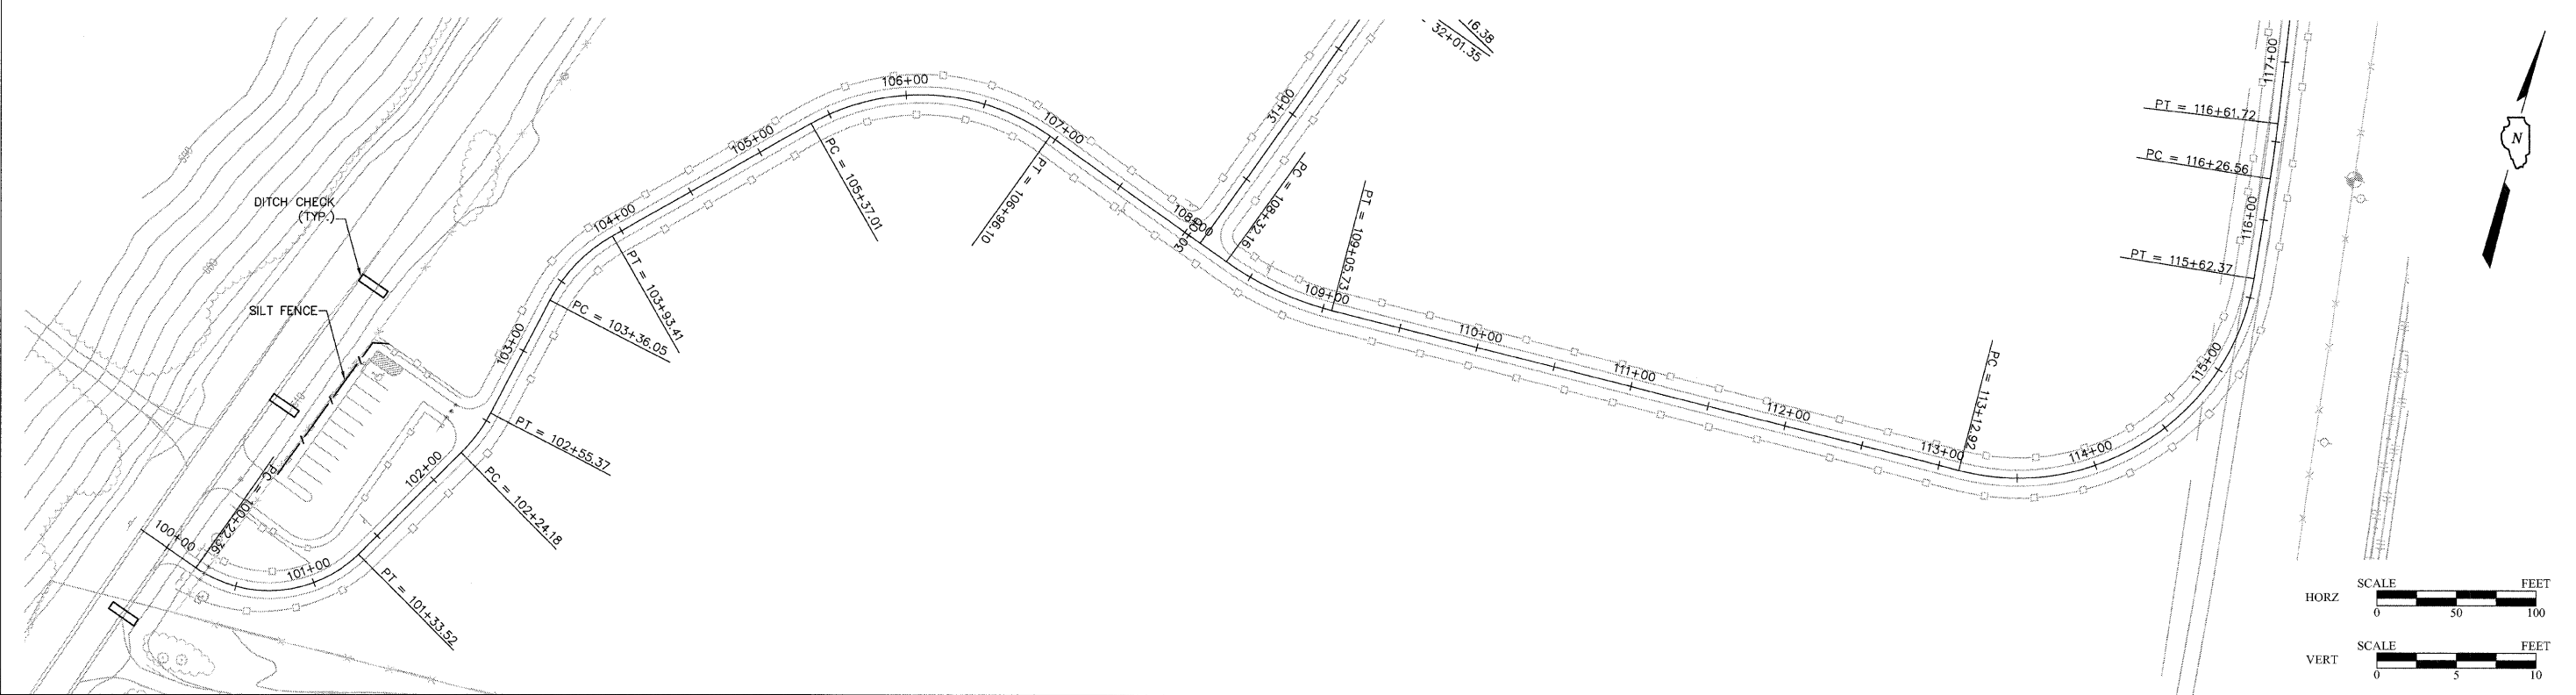 16.38
32+01.35
106+00
107+00
105+00
104+00
103+00
102+00
101+00
100+00
DITCH CHECK
(TYP.)
SILT FENCE
PC = 100+22.36
PT = 101+33.52
PC = 102+24.18
PT = 102+55.37
PC = 103+36.05
PT = 103+93.41
PC = 105+37.01
PT = 106+96.10
108+00
30+00
31+00
PC = 108+32.16
PT = 109+05.73
109+00
110+00
111+00
112+00
113+00
PC = 113+12.92
114+00
115+00
PT = 115+62.37
116+00
PC = 116+26.56
PT = 116+61.72
117+00
N
HORZ
SCALE FEET
0 50 100
VERT
SCALE FEET
0 5 10